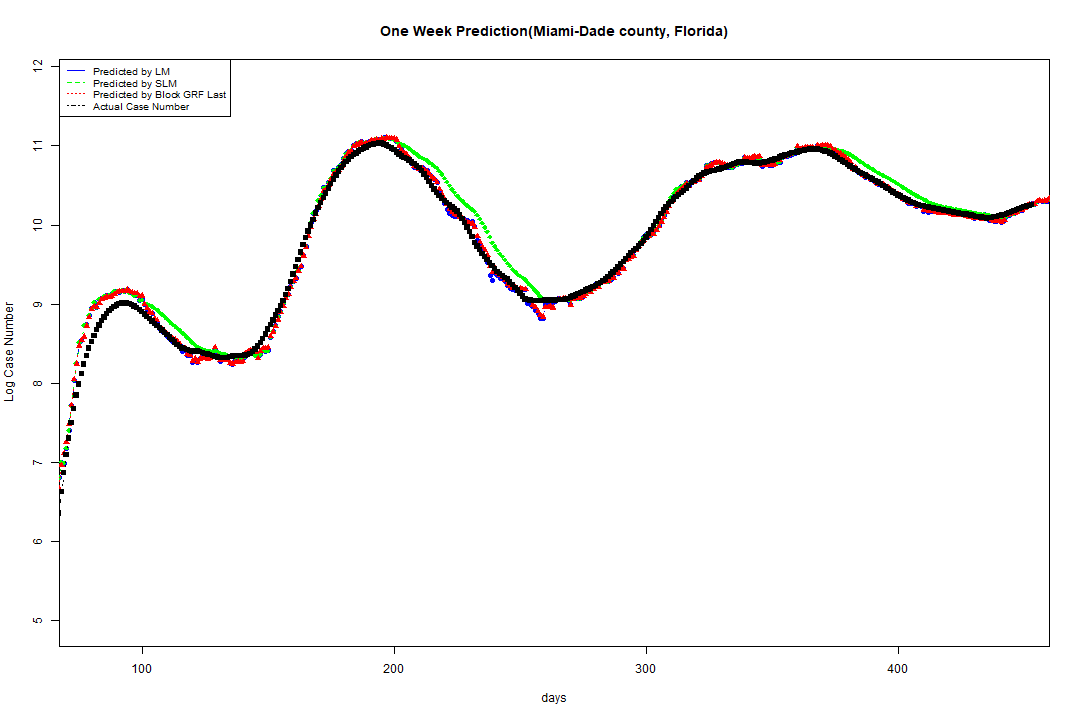 One Week Prediction(Miami-Dade county, Florida)
Predicted by LM
Predicted by SLM
Predicted by Block GRF Last
Actual Case Number
Log Case Number
12
11
10
9
8
7
6
5
100 200 300 400
days